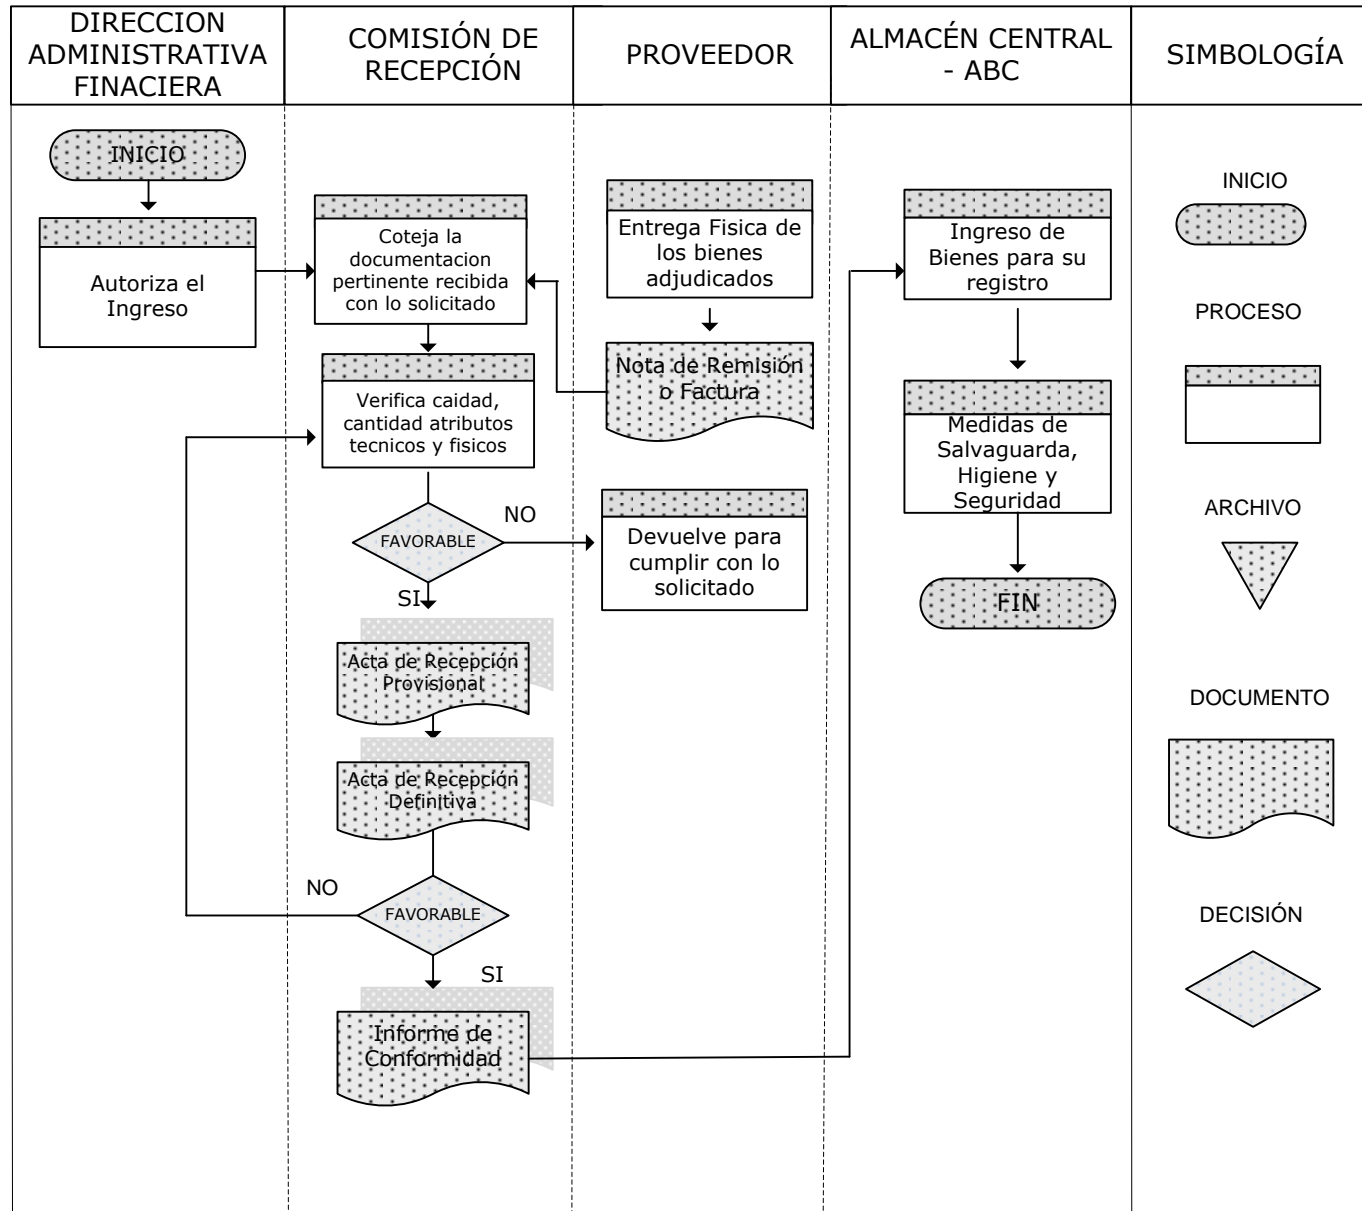 DIRECCION
ADMINISTRATIVA
FINACIERA
COMISIÓN DE
RECEPCIÓN
PROVEEDOR
ALMACÉN CENTRAL
- ABC
SIMBOLOGÍA
INICIO
Autoriza el
Ingreso
Coteja la
documentacion
pertinente recibida
con lo solicitado
Verifica caidad,
cantidad atributos
tecnicos y fisicos
FAVORABLE
NO
SI
Acta de Recepción
Provisional
Acta de Recepción
Definitiva
NO
FAVORABLE
SI
Informe de
Conformidad
Entrega Fisica de
los bienes
adjudicados
Nota de Remisión
o Factura
Devuelve para
cumplir con lo
solicitado
Ingreso de
Bienes para su
registro
Medidas de
Salvaguarda,
Higiene y
Seguridad
FIN
INICIO
PROCESO
ARCHIVO
DOCUMENTO
DECISIÓN